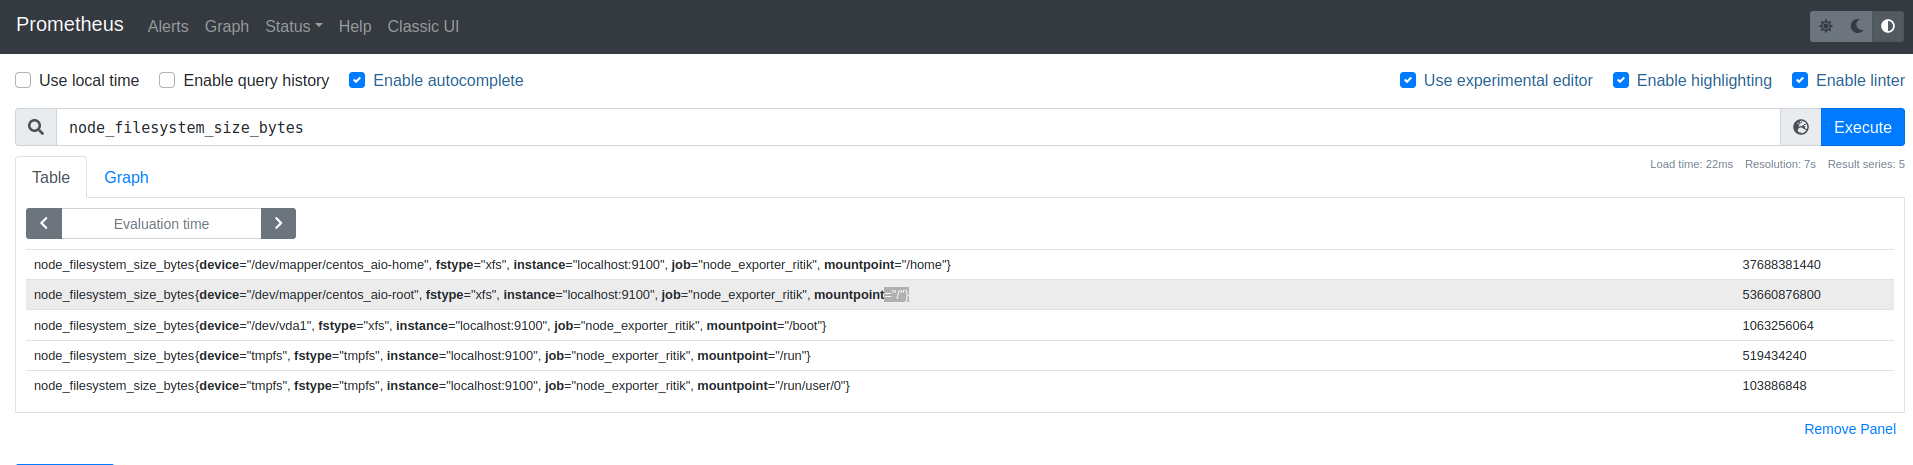 Prometheus Alerts Graph Status Help Classic UI
Use local time Enable query history Enable autocomplete Use experimental editor Enable highlighting Enable linter
node_filesystem_size_bytes Execute
Table Graph Load time: 22ms Resolution: 7s Result series: 5
Evaluation time
node_filesystem_size_bytes{device="/dev/mapper/centos_aio-home", fstype="xfs", instance="localhost:9100", job="node_exporter_ritik", mountpoint="/home"} 37688381440
node_filesystem_size_bytes{device="/dev/mapper/centos_aio-root", fstype="xfs", instance="localhost:9100", job="node_exporter_ritik", mountpoint="/"} 53660876800
node_filesystem_size_bytes{device="/dev/vda1", fstype="xfs", instance="localhost:9100", job="node_exporter_ritik", mountpoint="/boot"} 1063256064
node_filesystem_size_bytes{device="tmpfs", fstype="tmpfs", instance="localhost:9100", job="node_exporter_ritik", mountpoint="/run"} 519434240
node_filesystem_size_bytes{device="tmpfs", fstype="tmpfs", instance="localhost:9100", job="node_exporter_ritik", mountpoint="/run/user/0"} 103886848
Remove Panel